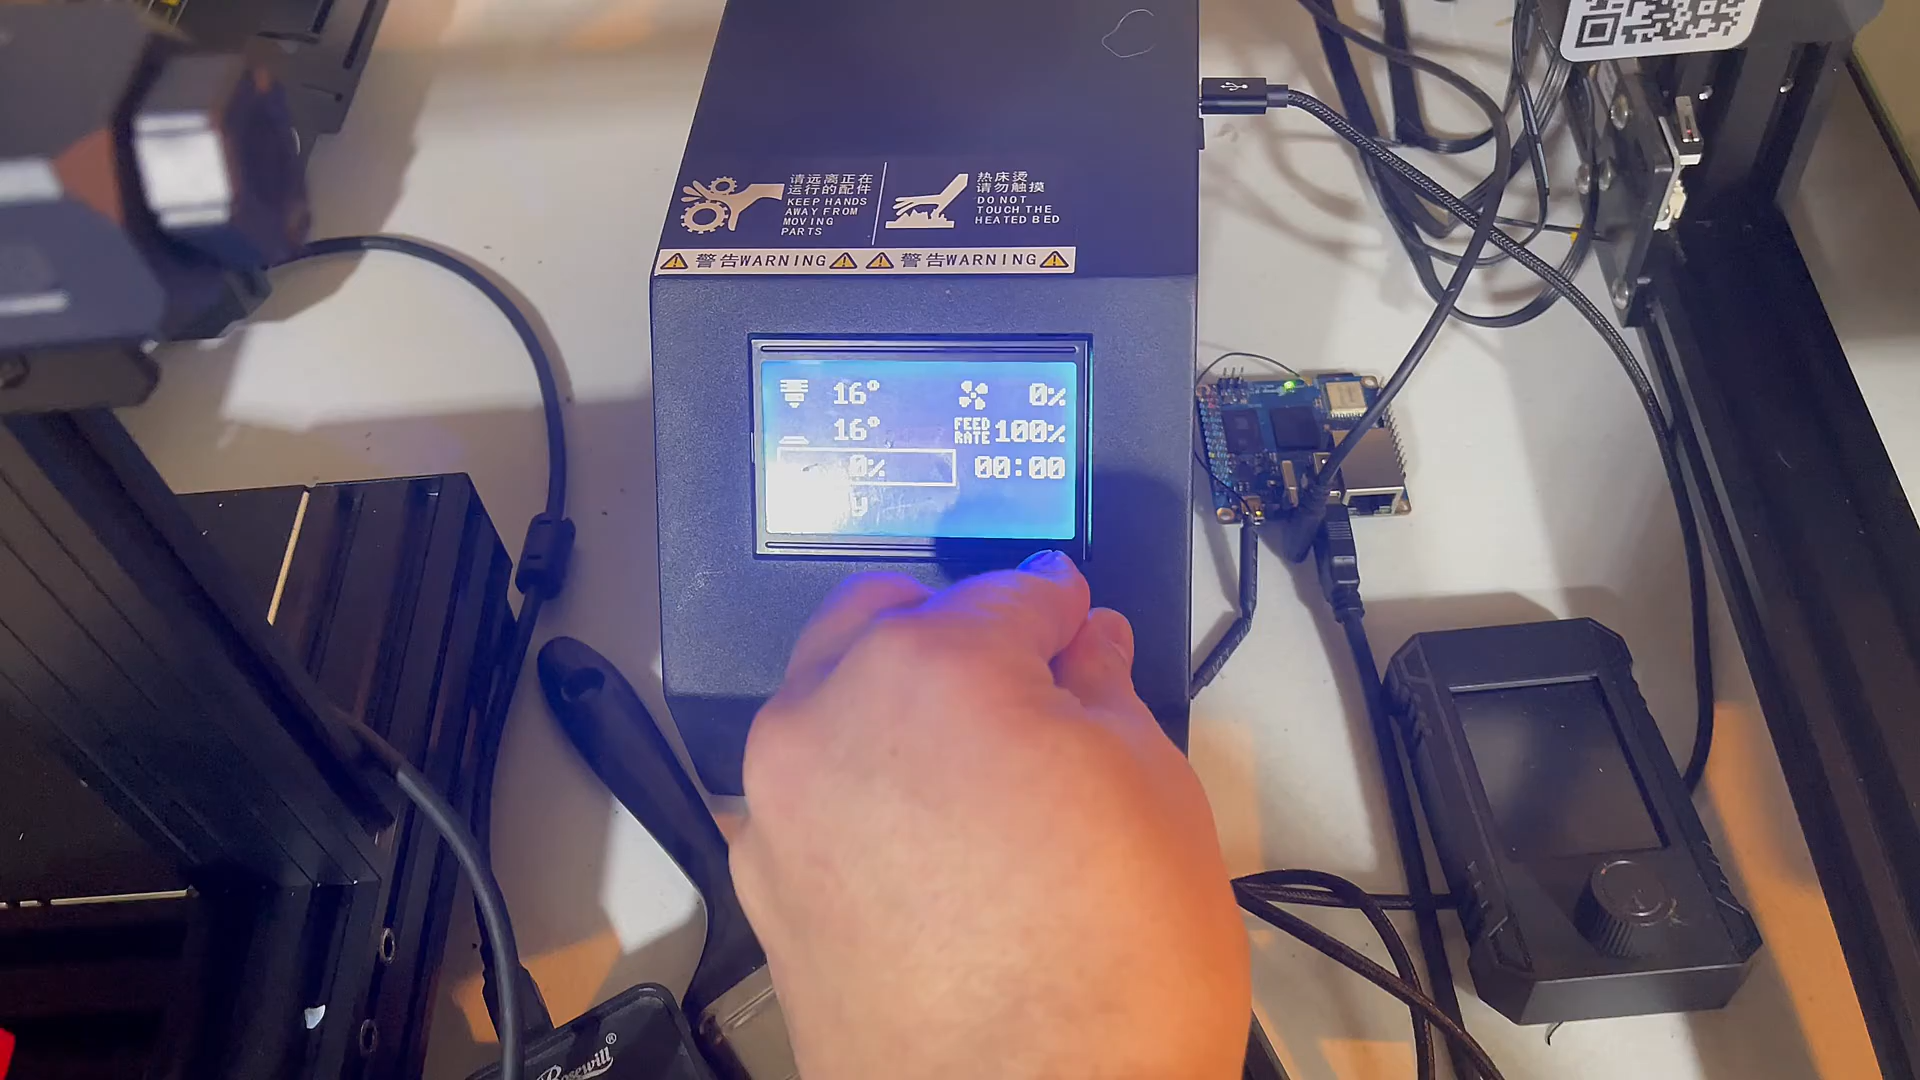 请远离正在
运行的配件
KEEP HANDS
AWAY FROM
MOVING
PARTS
热床烫
请勿触摸
DO NOT
TOUCH THE
HEATED BED
警告WARNING
警告WARNING
16° 0%
16° FEED RATE 100%
0% 00:00
Rosewill®